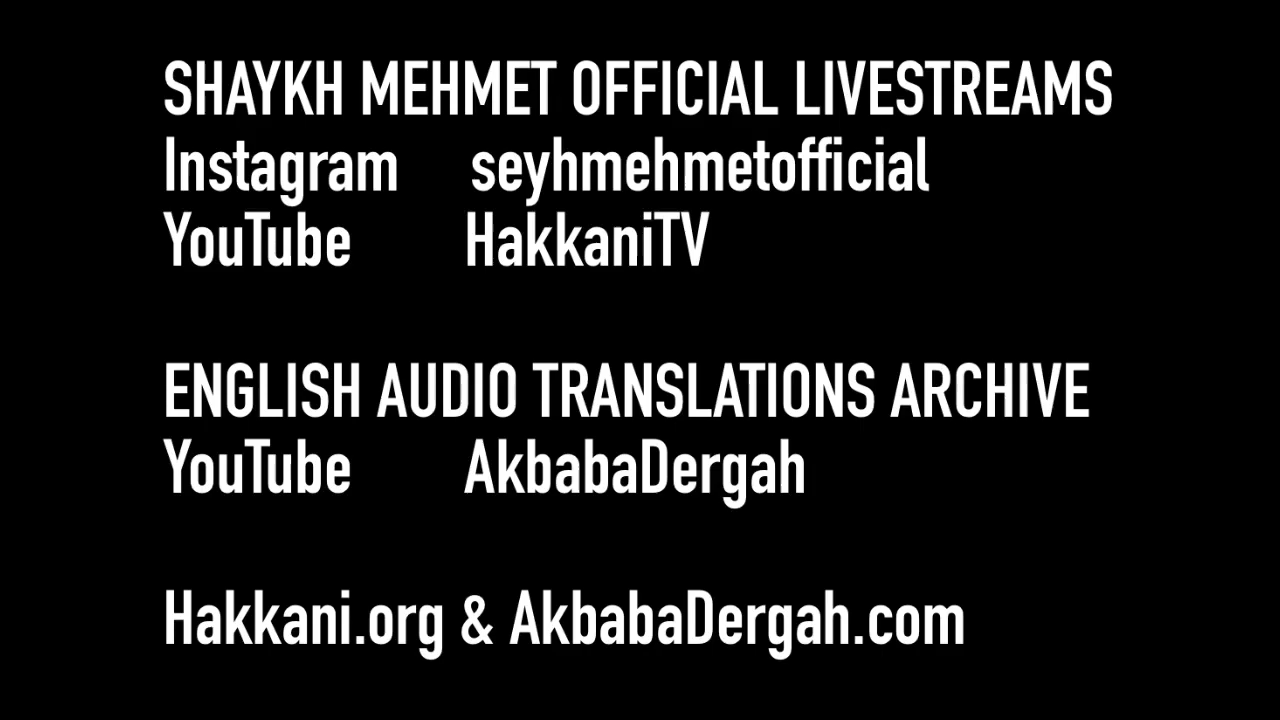 SHAYKH MEHMET OFFICIAL LIVESTREAMS
Instagram seyhmehmetofficial
YouTube HakkaniTV
ENGLISH AUDIO TRANSLATIONS ARCHIVE
YouTube AkbabaDergah
Hakkani.org & AkbabaDergah.com